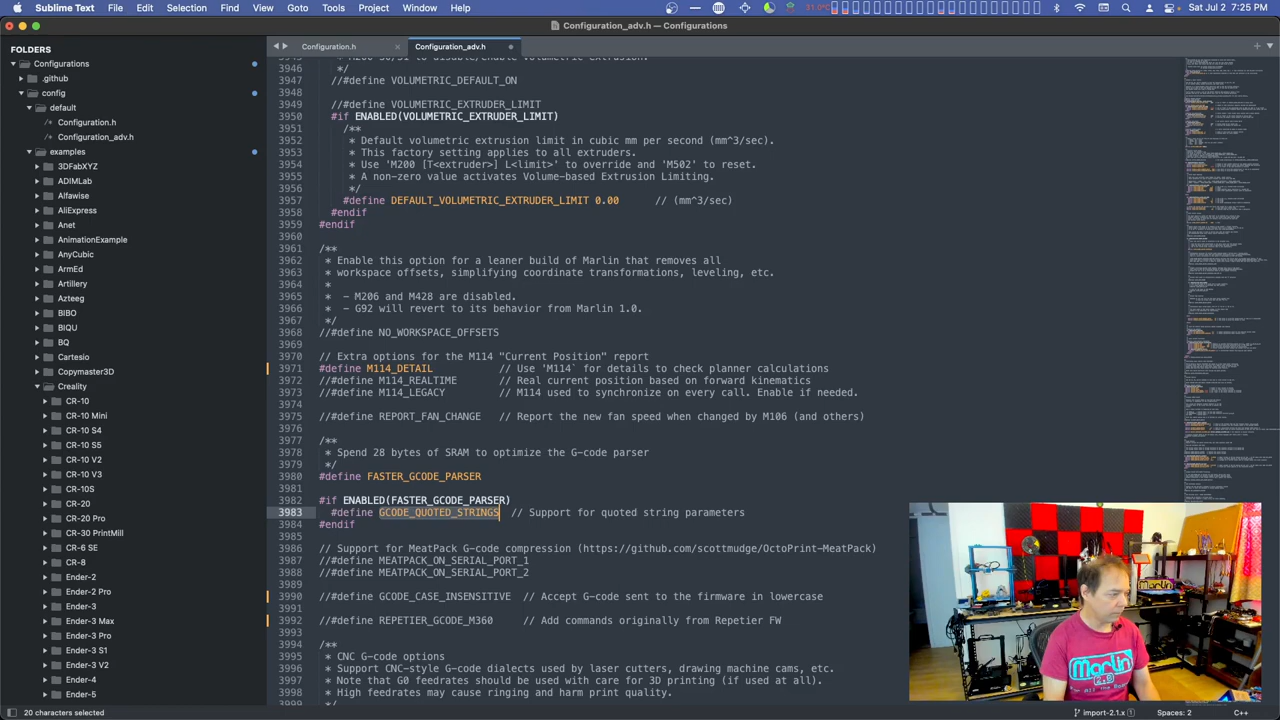 Sublime Text File Edit Selection Find View Goto Tools Project Window Help
31.0°C
Sat Jul 2 7:25 PM
Configuration_adv.h — Configurations
FOLDERS
Configurations
.github
config
default
Configuration.h
Configuration_adv.h
examples
3DFabXYZ
ADIMLab
Alfawise
AliExpress
Anet
AnimationExample
AnyCubic
ArmEd
Artillery
Azteeg
BIBO
BIQU
BQ
Cartesio
Copymaster3D
Creality
CR-10
CR-10 Mini
CR-10 S4
CR-10 S5
CR-10 V2
CR-10 V3
CR-10S
CR-20
CR-20 Pro
CR-30 PrintMill
CR-6 SE
CR-8
Ender-2
Ender-2 Pro
Ender-3
Ender-3 Max
Ender-3 Pro
Ender-3 S1
Ender-3 V2
Ender-4
Ender-5
Configuration.h
Configuration_adv.h
3946 */
3947 //#define VOLUMETRIC_DEFAULT_ON
3948
3949 //#define VOLUMETRIC_EXTRUDER_LIMIT
3950 #if ENABLED(VOLUMETRIC_EXTRUDER_LIMIT)
3951 /**
3952 * Default volumetric extrusion limit in cubic mm per second (mm^3/sec).
3953 * This factory setting applies to all extruders.
3954 * Use 'M200 [T<extruder>] L<limit>' to override and 'M502' to reset.
3955 * A non-zero value activates Volume-based Extrusion Limiting.
3956 */
3957 #define DEFAULT_VOLUMETRIC_EXTRUDER_LIMIT 0.00 // (mm^3/sec)
3958 #endif
3959 #endif
3960
3961 /**
3962 * Use this option for a leaner build of Marlin that removes all
3963 * workspace offsets, simplifying coordinate transformations, leveling, etc.
3964 *
3965 * - M206 and M428 are disabled.
3966 * - G92 reverts to its behavior from Marlin 1.0.
3967 */
3968 //#define NO_WORKSPACE_OFFSETS
3969
3970 // Extra options for the M114 "Current Position" report
3971 #define M114_DETAIL // Use 'M114` for details to check planner calculations
3972 //#define M114_REALTIME // Real current position based on forward kinematics
3973 //#define M114_LEGACY // M114 used to synchronize on every call. Enable if needed.
3974
3975 //#define REPORT_FAN_CHANGE // Report the new fan speed when changed by M106 (and others)
3976
3977 /**
3978 * Spend 28 bytes of SRAM to optimize the G-code parser
3979 */
3980 #define FASTER_GCODE_PARSER
3981
3982 #if ENABLED(FASTER_GCODE_PARSER)
3983 #define GCODE_QUOTED_STRINGS // Support for quoted string parameters
3984 #endif
3985
3986 // Support for MeatPack G-code compression (https://github.com/scottmudge/OctoPrint-MeatPack)
3987 //#define MEATPACK_ON_SERIAL_PORT_1
3988 //#define MEATPACK_ON_SERIAL_PORT_2
3989
3990 //#define GCODE_CASE_INSENSITIVE // Accept G-code sent to the firmware in lowercase
3991
3992 //#define REPETIER_GCODE_M360 // Add commands originally from Repetier FW
3993
3994 /**
3995 * CNC G-code options
3996 * Support CNC-style G-code dialects used by laser cutters, drawing machine cams, etc.
3997 * Note that G0 feedrates should be used with care for 3D printing (if used at all).
3998 * High feedrates may cause ringing and harm print quality.
3999 */
Marlin
20 characters selected
import-2.1.x
Spaces: 2
C++